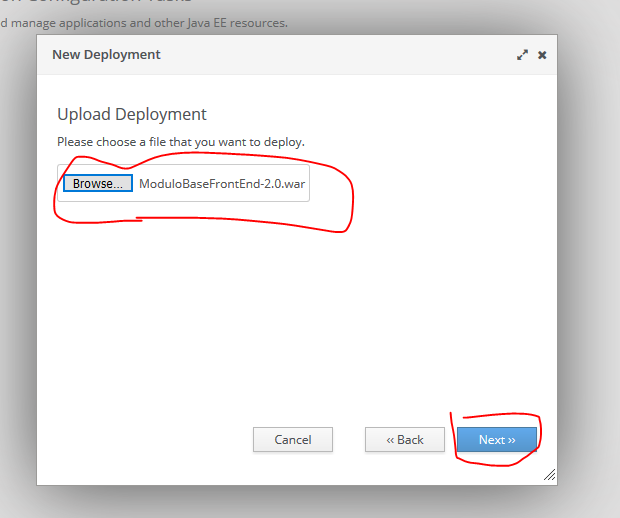 d manage applications and other Java EE resources.
New Deployment
Upload Deployment
Please choose a file that you want to deploy.
Browse... ModuloBaseFrontEnd-2.0.war
Cancel
‹‹ Back
Next ››